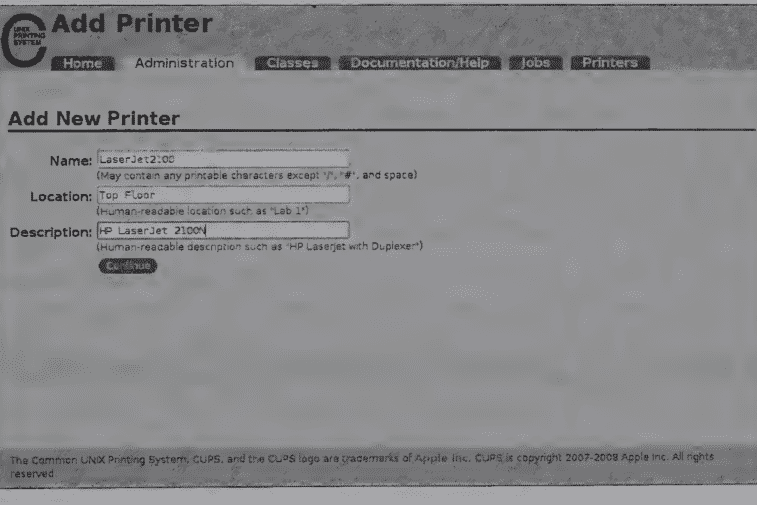 Add Printer
UNIX
PRINTING
SYSTEM
Home Administration Classes Documentation/Help Jobs Printers
Add New Printer
Name: LaserJet2100
(May contain any printable characters except "/", "#", and space)
Location: Top Floor
(Human-readable location such as "Lab 1")
Description: HP LaserJet 2100N
(Human-readable description such as "HP LaserJet with Duplexer")
Continue
The Common UNIX Printing System, CUPS, and the CUPS logo are trademarks of Apple Inc. CUPS is copyright 2007-2008 Apple Inc. All rights
reserved.